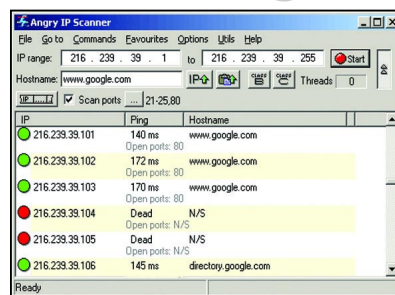 Angry IP Scanner
File Go to Commands Favourites Options Utils Help
IP range: 216 . 239 . 39 . 1 to 216 . 239 . 39 . 255 Start
Hostname: www.google.com IP CLASS B CLASS C Threads 0
IP Scan ports ... 21-25,80
IP Ping Hostname
216.239.39.101 140 ms www.google.com
Open ports: 80
216.239.39.102 172 ms www.google.com
Open ports: 80
216.239.39.103 170 ms www.google.com
Open ports: 80
216.239.39.104 Dead N/S
Open ports: N/S
216.239.39.105 Dead N/S
Open ports: N/S
216.239.39.106 145 ms directory.google.com
Ready